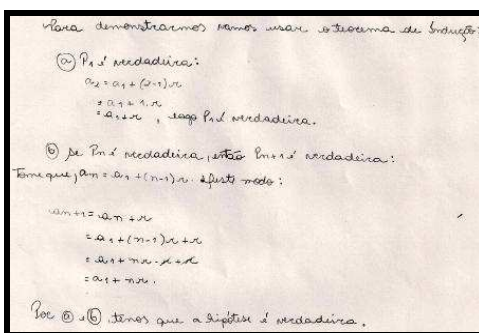 Para demonstrarmos vamos usar o teorema de Indução:
ⓐ P₁ é verdadeira:
a₂ = a₁ + (2-1)r
= a₁ + 1.r
= a₁ + r, logo P₁ é verdadeira.
ⓑ Se Pn é verdadeira, então Pn+1 é verdadeira:
Tome que, an = a₁ + (n-1)r. deste modo:
an+1 = an + r
= a₁ + (n-1)r + r
= a₁ + nr - r + r
= a₁ + nr.
Por ⓐ e ⓑ, temos que a hipótese é verdadeira.